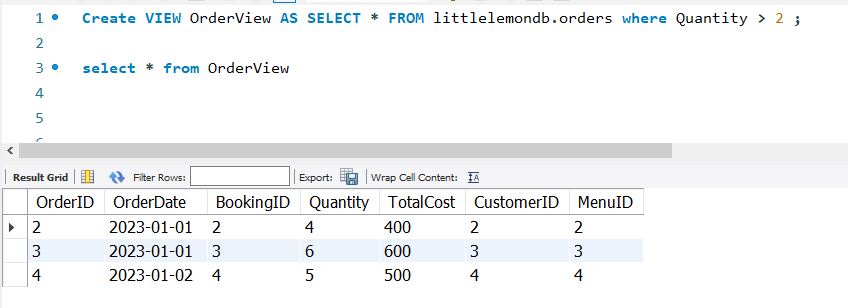 1 Create VIEW OrderView AS SELECT * FROM littlelemondb.orders where Quantity > 2 ;
2
3 select * from OrderView
4
5
Result Grid Filter Rows: Export: Wrap Cell Content:
OrderID OrderDate BookingID Quantity TotalCost CustomerID MenuID
2 2023-01-01 2 4 400 2 2
3 2023-01-01 3 6 600 3 3
4 2023-01-02 4 5 500 4 4